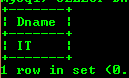 +-------+
| Dname |
+-------+
| IT    |
+-------+
1 row in set (0.